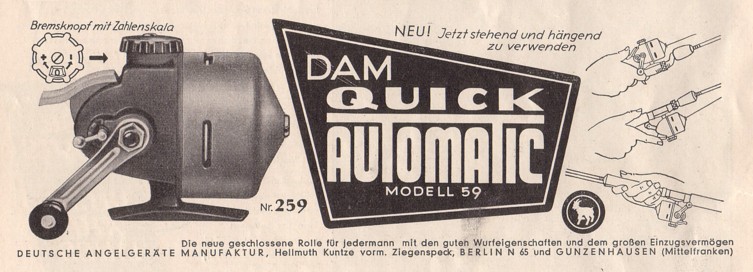 Bremsknopf mit Zahlenskala
NEU! Jetzt stehend und hängend
zu verwenden
DAM
QUICK
AUTOMATIC
MODELL 59
Nr. 259
Die neue geschlossene Rolle für jedermann mit den guten Wurfeigenschaften und dem großen Einzugsvermögen
DEUTSCHE ANGELGERÄTE MANUFAKTUR, Hellmuth Kuntze vorm. Ziegenspeck, BERLIN N 65 und GUNZENHAUSEN (Mittelfranken)